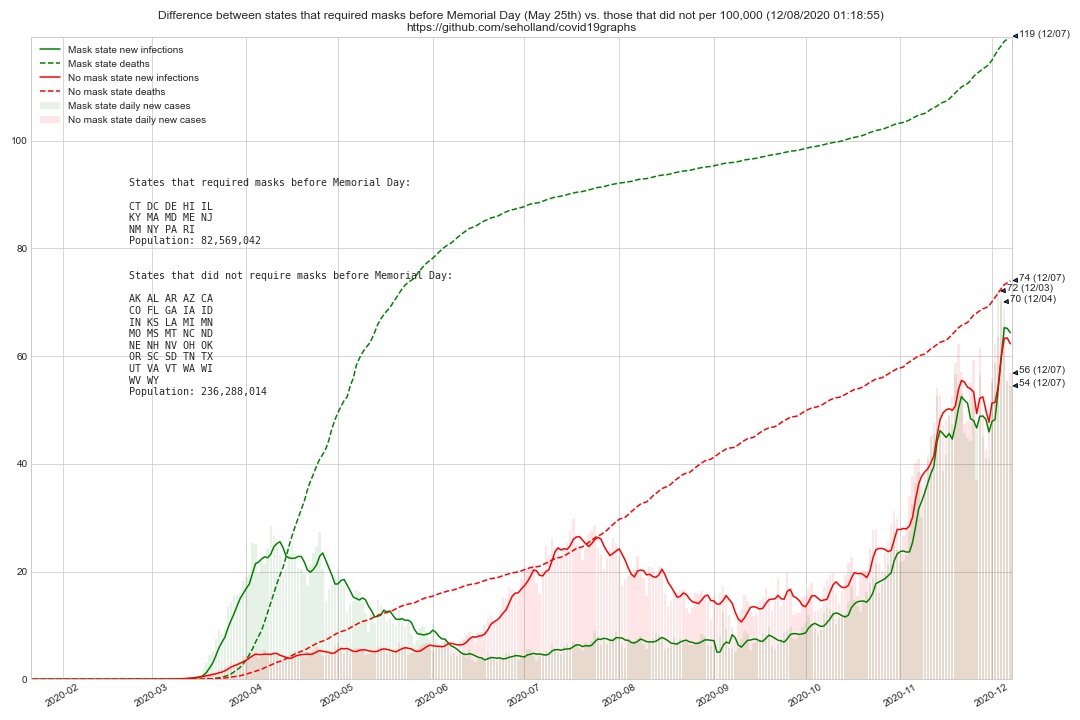 Difference between states that required masks before Memorial Day (May 25th) vs. those that did not per 100,000 (12/08/2020 01:18:55)
https://github.com/seholland/covid19graphs
119 (12/07)
Mask state new infections
Mask state deaths
No mask state new infections
No mask state deaths
Mask state daily new cases
No mask state daily new cases
100
States that required masks before Memorial Day:
CT DC DE HI IL
KY MA MD ME NJ
NM NY PA RI
Population: 82,569,042
80
States that did not require masks before Memorial Day:
74 (12/07)
72 (12/03)
70 (12/04)
AK AL AR AZ CA
CO FL GA IA ID
IN KS LA MI MN
MO MS MT NC ND
NE NH NV OH OK
OR SC SD TN TX
UT VA VT WA WI
WV WY
Population: 236,288,014
60
56 (12/07)
54 (12/07)
40
20
0
2020-02
2020-03
2020-04
2020-05
2020-06
2020-07
2020-08
2020-09
2020-10
2020-11
2020-12